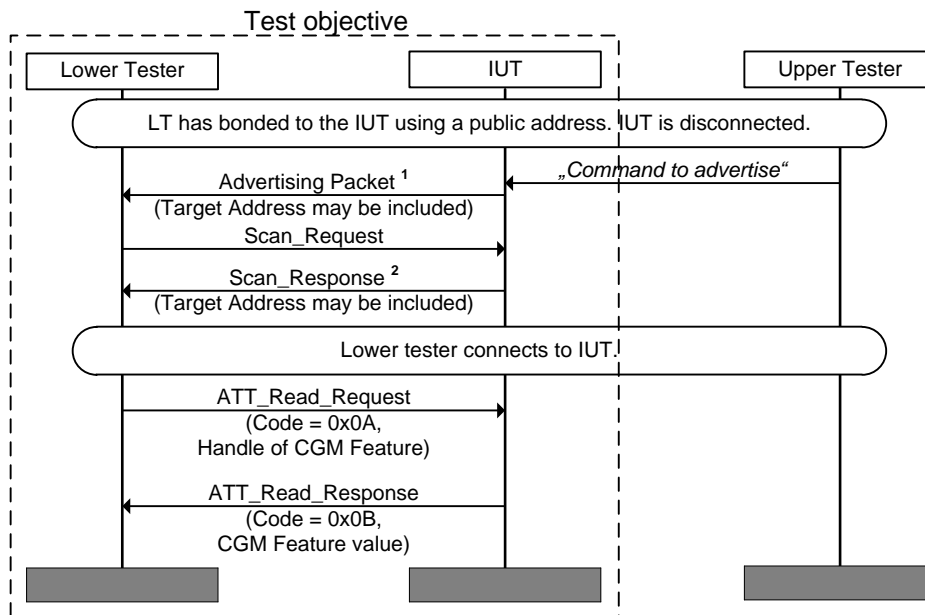 Test objective
Lower Tester
IUT
Upper Tester
LT has bonded to the IUT using a public address. IUT is disconnected.
„Command to advertise“
Advertising Packet 1
(Target Address may be included)
Scan_Request
Scan_Response 2
(Target Address may be included)
Lower tester connects to IUT.
ATT_Read_Request
(Code = 0x0A,
Handle of CGM Feature)
ATT_Read_Response
(Code = 0x0B,
CGM Feature value)